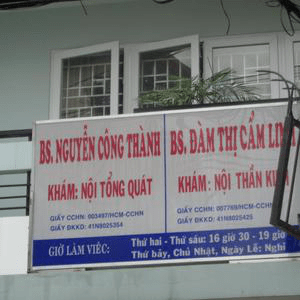 BS. NGUYỄN CÔNG THÀNH
KHÁM: NỘI TỔNG QUÁT
GIẤY CCHN: 003497/HCM-CCHN
GIẤY ĐKKD: 41N8025354
BS. ĐÀM THỊ CẨM
KHÁM: NỘI THẦN
GIẤY CCHN: 007769/HCM-CCHN
GIẤY ĐKKD: 41N8025425
GIỜ LÀM VIỆC:
Thứ hai - Thứ sáu: 16 giờ 30 - 19 giờ
Thứ bảy, Chủ Nhật, Ngày Lễ: Nghỉ